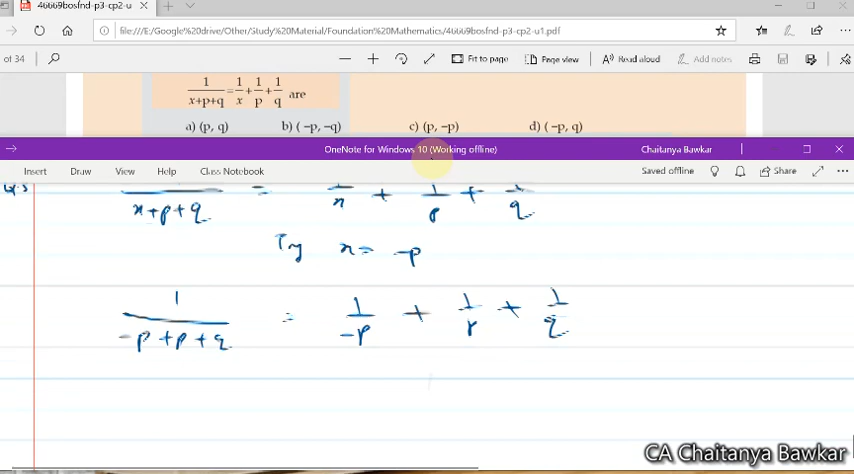 46669bosfnd-p3-cp2-u
file:///E:/Google%20drive/Other/Study%20Material/Foundation%20Mathematics/46669bosfnd-p3-cp2-u1.pdf
of 34 Fit to page Page view Read aloud Add notes
1/(x+p+q) = 1/x + 1/p + 1/q are
a) (p, q) b) (−p, −q) c) (p, −p) d) (−p, q)
OneNote for Windows 10 (Working offline) Chaitanya Bawkar
Insert Draw View Help Class Notebook Saved offline Share
/(x+p+q) = 1/x + 1/p + 1/q
Try x = -p
1/(-p+p+q) = 1/-p + 1/p + 1/q
CA Chaitanya Bawkar